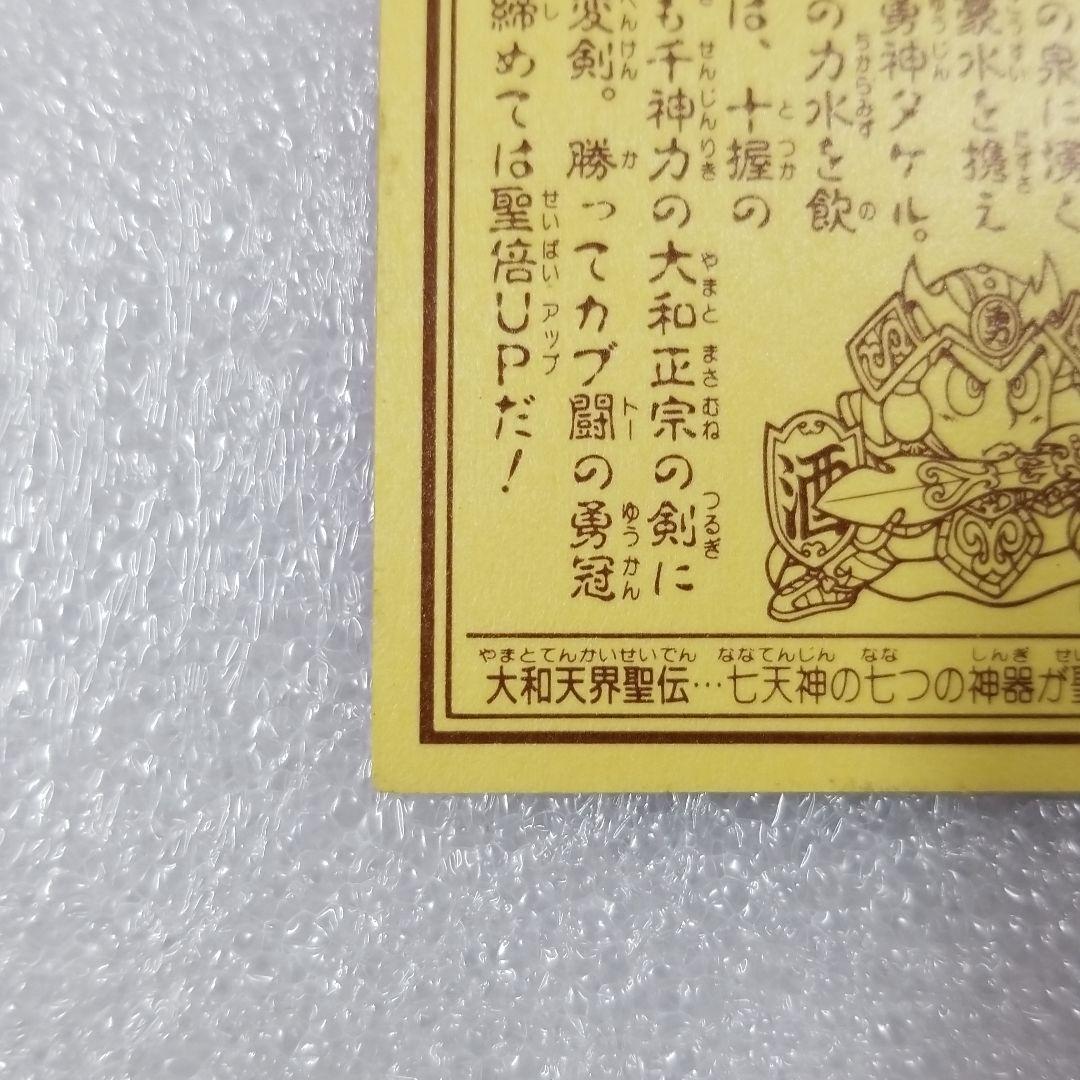 の泉に湧く
豪水を携え
勇神タケル。
の力水を飲
は、十握の
も千神力の大和正宗の剣に
変剣。勝ってカブ闘の勇冠
締めては聖倍UPだ!
勇
酒
大和天界聖伝…七天神の七つの神器が聖